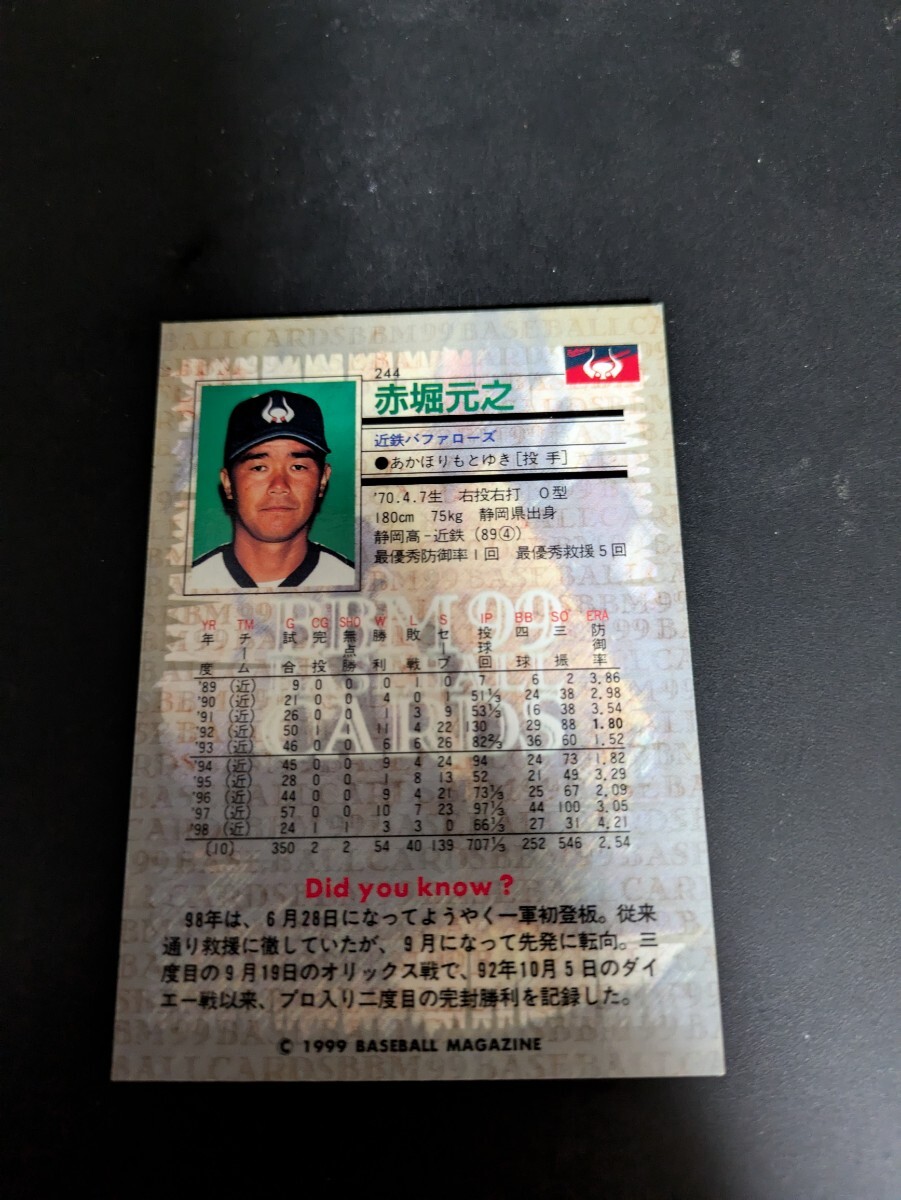 244
赤堀元之
近鉄バファローズ
●あかほりもとゆき[投手]
'70.4.7生 右投右打 O型
180cm 75kg 静岡県出身
静岡高-近鉄(89④)
最優秀防御率1回 最優秀救援5回
YR TM G CG SHO W L S IP BB SO ERA
年度 チーム 試合 完投 無点勝 勝利 敗戦 セーブ 投球回 四球 三振 防御率
'89 (近) 9 0 0 0 1 0 7 6 2 3.86
'90 (近) 21 0 0 4 0 1 51⅓ 24 38 2.98
'91 (近) 26 0 0 1 3 9 53⅓ 16 38 3.54
'92 (近) 50 1 1 11 4 22 130 29 88 1.80
'93 (近) 46 0 0 6 6 26 82⅔ 36 60 1.52
'94 (近) 45 0 0 9 4 24 94 24 73 1.82
'95 (近) 28 0 0 1 8 13 52 21 49 3.29
'96 (近) 44 0 0 9 4 21 73⅓ 25 67 2.09
'97 (近) 57 0 0 10 7 23 97⅓ 44 100 3.05
'98 (近) 24 1 1 3 3 0 66⅓ 27 31 4.21
(10) 350 2 2 54 40 139 707⅓ 252 546 2.54
BBM 99
BASEBALL
CARDS
Did you know?
98年は、6月28日になってようやく一軍初登板。従来
通り救援に徹していたが、9月になって先発に転向。三
度目の9月19日のオリックス戦で、92年10月5日のダイ
エー戦以来、プロ入り二度目の完封勝利を記録した。
© 1999 BASEBALL MAGAZINE